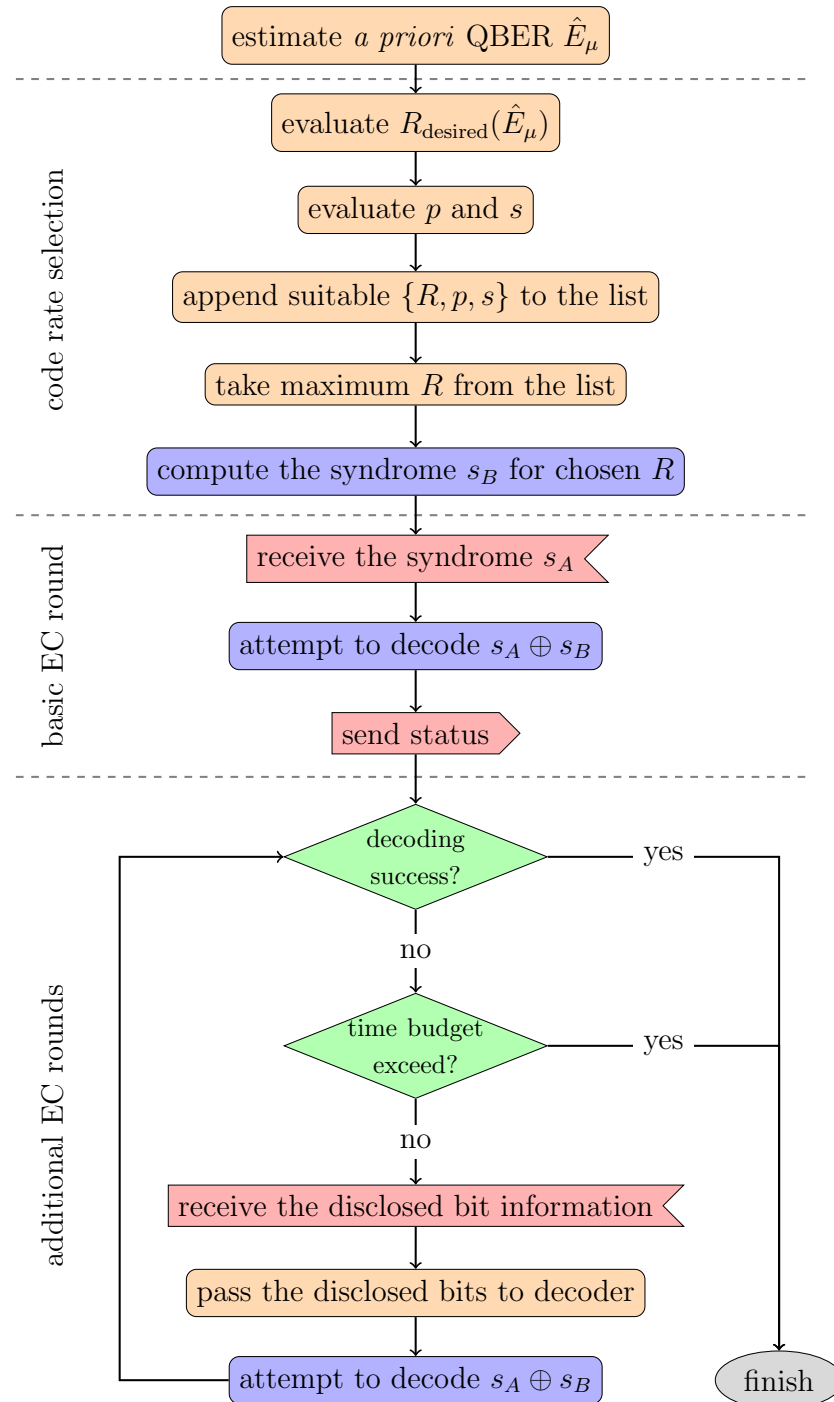 estimate a priori QBER Ê_μ
code rate selection
evaluate R_desired(Ê_μ)
evaluate p and s
append suitable {R, p, s} to the list
take maximum R from the list
compute the syndrome s_B for chosen R
basic EC round
receive the syndrome s_A
attempt to decode s_A ⊕ s_B
send status
additional EC rounds
decoding
success?
yes
no
time budget
exceed?
yes
no
receive the disclosed bit information
pass the disclosed bits to decoder
attempt to decode s_A ⊕ s_B
finish